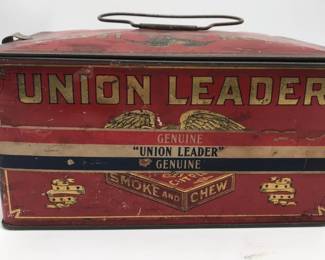 UNION LEADER
GENUINE
"UNION LEADER"
GENUINE
SMOKE AND CHEW